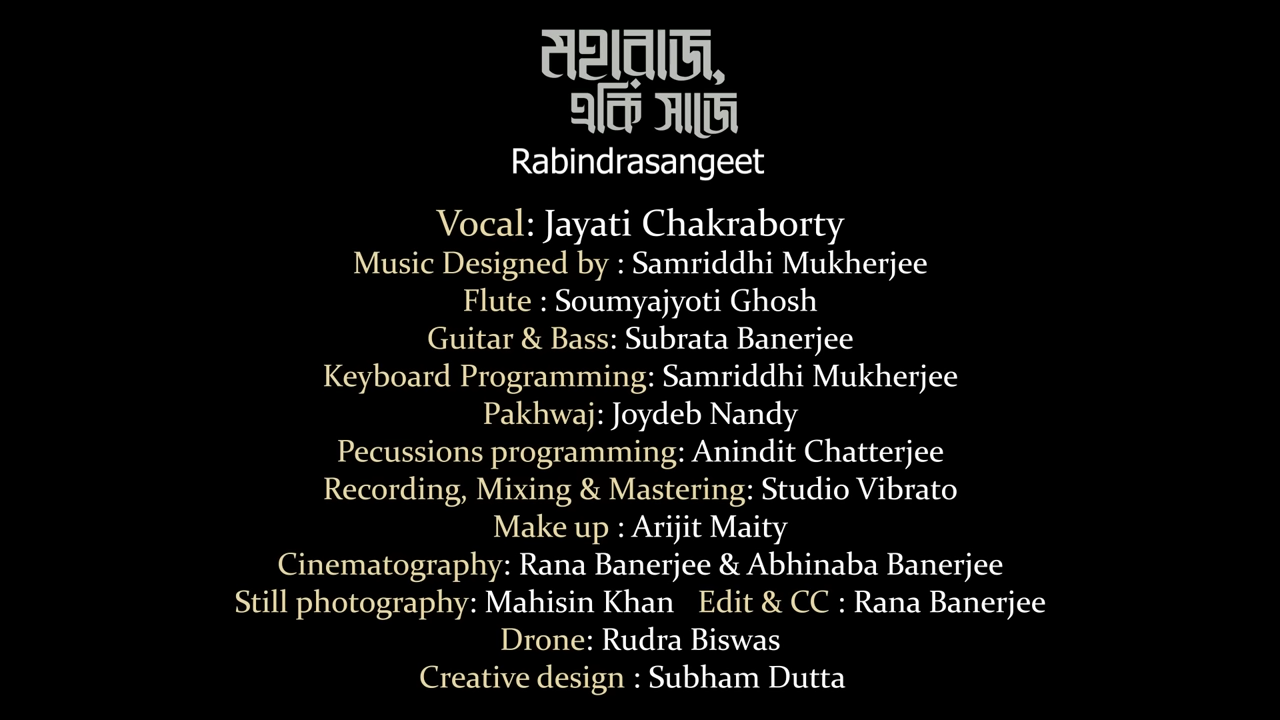 মহারাজ,
একি সাজে
Rabindrasangeet
Vocal: Jayati Chakraborty
Music Designed by : Samriddhi Mukherjee
Flute : Soumyajyoti Ghosh
Guitar & Bass: Subrata Banerjee
Keyboard Programming: Samriddhi Mukherjee
Pakhwaj: Joydeb Nandy
Pecussions programming: Anindit Chatterjee
Recording, Mixing & Mastering: Studio Vibrato
Make up : Arijit Maity
Cinematography: Rana Banerjee & Abhinaba Banerjee
Still photography: Mahisin Khan Edit & CC : Rana Banerjee
Drone: Rudra Biswas
Creative design : Subham Dutta